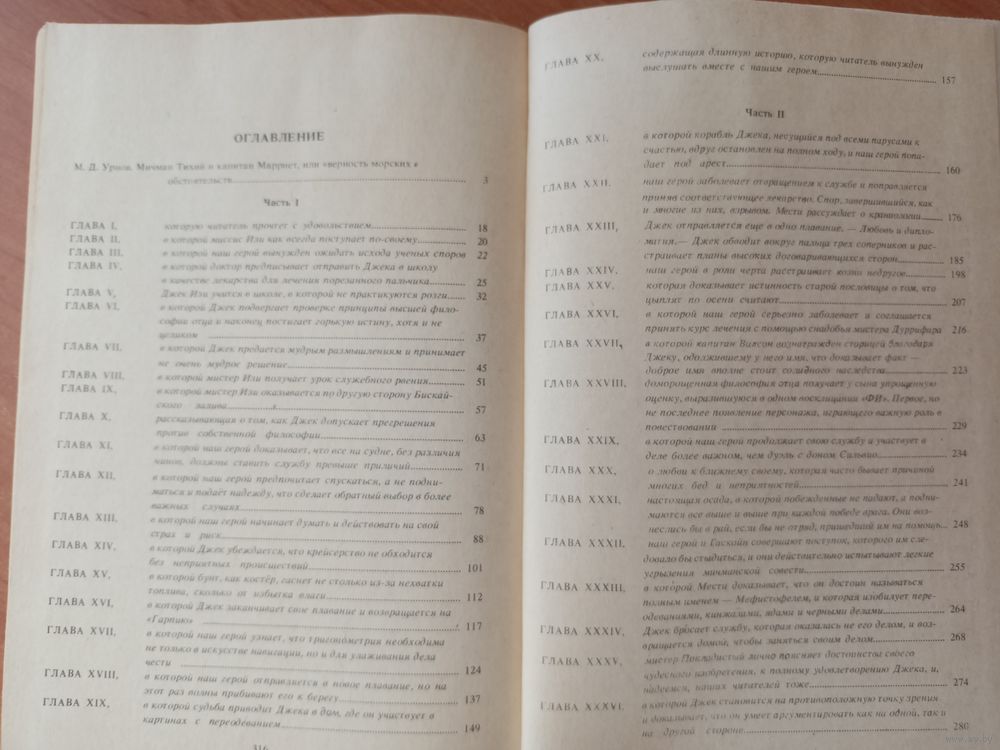 ОГЛАВЛЕНИЕ
М. Д. Урнов. Мичман Тихий и капитан Марриет, или «верность морских
обстоятельств» 3
Часть I
ГЛАВА I, которую читатель прочтет с удовольствием 18
ГЛАВА II. в которой миссис Изи как всегда поступает по-своему 20
ГЛАВА III. в которой наш герой вынужден ожидать исхода ученых споров 22
ГЛАВА IV. в которой доктор предписывает отправить Джека в школу
в качестве лекарства для лечения порезанного пальчика 25
ГЛАВА V, Джек Изи учится в школе, в которой не практикуются розги 32
ГЛАВА VI. в которой Джек подвергает проверке принципы высшей фило-
софии отца и наконец постигает горькую истину, хотя и не
целиком 37
ГЛАВА VII. в которой Джек предается мудрым размышлениям и принимает
не очень мудрое решение 45
ГЛАВА VIII. в которой мистер Изи получает урок служебного рвения 51
ГЛАВА IX. в которой мистер Изи оказывается по другую сторону Бискай-
ского залива 57
ГЛАВА X. рассказывающая о том, как Джек допускает прегрешения
против собственной философии 63
ГЛАВА XI. в которой наш герой доказывает, что все на судне, без различия
чинов, должны ставить службу превыше приличий 71
ГЛАВА XII. в которой наш герой предпочитает спускаться, а не подни-
маться и подаёт надежду, что сделает обратный выбор в более
важных случаях 78
ГЛАВА XIII. в которой наш герой начинает думать и действовать на свой
страх и риск 88
ГЛАВА XIV. в которой Джек убеждается, что крейсерство не обходится
без неприятных происшествий 101
ГЛАВА XV, в которой бунт, как костёр, гаснет не столько из-за нехватки
топлива, сколько от избытка влаги 112
ГЛАВА XVI, в которой Джек заканчивает свое плавание и возвращается на
«Гарпию» 117
ГЛАВА XVII, в которой наш герой узнает, что тригонометрия необходима
не только в искусстве навигации, но и для улаживания дела
чести 124
ГЛАВА XVIII, в которой наш герой отправляется в новое плавание, но на
этот раз волны прибивают его к берегу 137
ГЛАВА XIX, в которой судьба приводит Джека в дом, где он участвует в
картинах с переодеванием 149
316
ГЛАВА XX. содержащая длинную историю, которую читатель вынужден
выслушать вместе с нашим героем 157
Часть II
ГЛАВА XXI. в которой корабль Джека, несущийся под всеми парусами к
счастью, вдруг остановлен на полном ходу, и наш герой попа-
дает под арест 160
ГЛАВА XXII. наш герой заболевает отвращением к службе и поправляется
приняв соответствующее лекарство. Спор, завершившийся, как
и многие из них, взрывом. Мести рассуждает о краниологии 176
ГЛАВА XXIII, Джек отправляется еще в одно плавание. — Любовь и дипло-
матия. — Джек обводит вокруг пальца трех соперников и рас-
страивает планы высоких договаривающихся сторон 185
ГЛАВА XXIV. наш герой в роли черта расстраивает козни недругов 198
ГЛАВА XXV. которая доказывает истинность старой пословицы о том, что
цыплят по осени считают 207
ГЛАВА XXVI. в которой наш герой серьезно заболевает и соглашается
принять курс лечения с помощью снадобья мистера Дуррифира 216
ГЛАВА XXVII, в которой капитан Вилсон вознагражден сторицей благодаря
Джеку, одолжившему у него имя, что доказывает факт —
доброе имя вполне стоит солидного наследства 223
ГЛАВА XXVIII. доморощенная философия отца получает у сына упрощенную
оценку, выразившуюся в одном восклицании «ФИ». Первое, но
не последнее появление персонажа, играющего важную роль в
повествовании 229
ГЛАВА XXIX. в которой наш герой продолжает свою службу и участвует в
деле более важном, чем дуэль с доном Сильвио 234
ГЛАВА XXX, о любви к ближнему своему, которая часто бывает причиной
многих бед и неприятностей 241
ГЛАВА XXXI, настоящая осада, в которой побежденные не падают, а подни-
маются все выше и выше при каждой победе врага. Они воз-
неслись бы в рай, если бы не отряд, пришедший им на помощь 248
ГЛАВА XXXII. наш герой и Гаскойн совершают поступок, которого им сле-
довало бы стыдиться, и они действительно испытывают легкие
угрызения мичманской совести 255
ГЛАВА XXXIII, в которой Мести доказывает, что он достоин называться
полным именем — Мефистофелем, и которая изобилует пере-
одеваниями, кинжалами, ядами и черными делами 264
ГЛАВА XXXIV, Джек бросает службу, которая оказалась не его делом, и воз-
вращается домой, чтобы заняться своим делом 268
ГЛАВА XXXV, мистер Покладистый лично поясняет достоинства своего
чудесного изобретения, к полному удовлетворению Джека, и,
надеемся, наших читателей тоже 274
ГЛАВА XXXVI. в которой Джек становится на противоположную точку зрения
и доказывает, что он умеет аргументировать как на одной, так и
на другой стороне 280